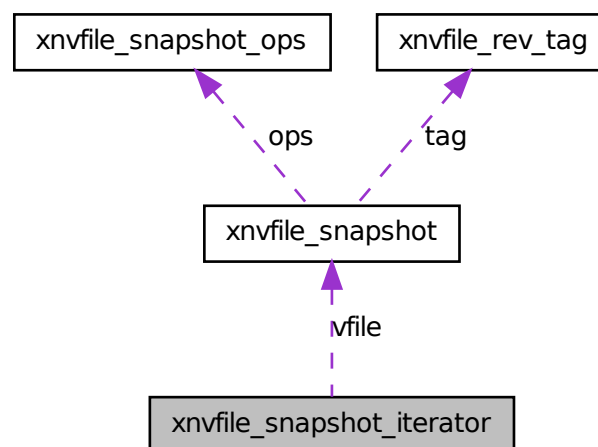 xnvfile_snapshot_ops
xnvfile_rev_tag
ops
tag
xnvfile_snapshot
vfile
xnvfile_snapshot_iterator